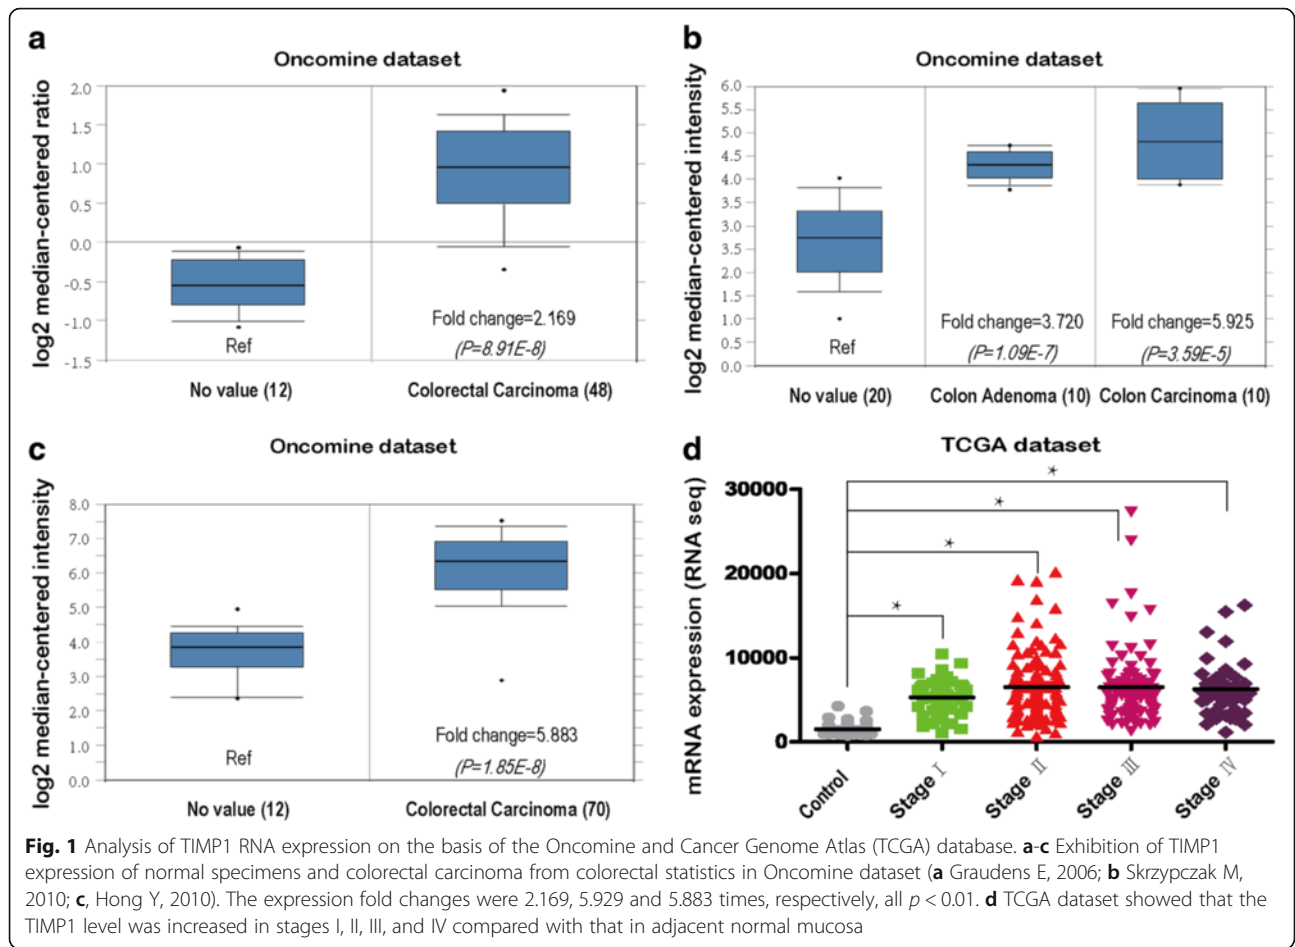 a
Oncomine dataset
log2 median-centered ratio
2.0
1.5
1.0
0.5
0.0
-0.5
-1.0
-1.5
Ref
Fold change=2.169
(P=8.91E-8)
No value (12)
Colorectal Carcinoma (48)
b
Oncomine dataset
log2 median-centered intensity
6.0
5.5
5.0
4.5
4.0
3.5
3.0
3.5
2.0
1.5
1.0
0.5
0.0
Ref
Fold change=3.720
(P=1.09E-7)
Fold change=5.925
(P=3.59E-5)
No value (20)
Colon Adenoma (10)
Colon Carcinoma (10)
c
Oncomine dataset
log2 median-centered intensity
8.0
7.0
6.0
5.0
4.0
3.0
2.0
1.0
0.0
Ref
Fold change=5.883
(P=1.85E-8)
No value (12)
Colorectal Carcinoma (70)
d
TCGA dataset
mRNA expression (RNA seq)
30000
20000
10000
0
*
*
*
*
Control
Stage I
Stage II
Stage III
Stage IV
Fig. 1 Analysis of TIMP1 RNA expression on the basis of the Oncomine and Cancer Genome Atlas (TCGA) database. a-c Exhibition of TIMP1
expression of normal specimens and colorectal carcinoma from colorectal statistics in Oncomine dataset (a Graudens E, 2006; b Skrzypczak M,
2010; c, Hong Y, 2010). The expression fold changes were 2.169, 5.929 and 5.883 times, respectively, all p < 0.01. d TCGA dataset showed that the
TIMP1 level was increased in stages I, II, III, and IV compared with that in adjacent normal mucosa